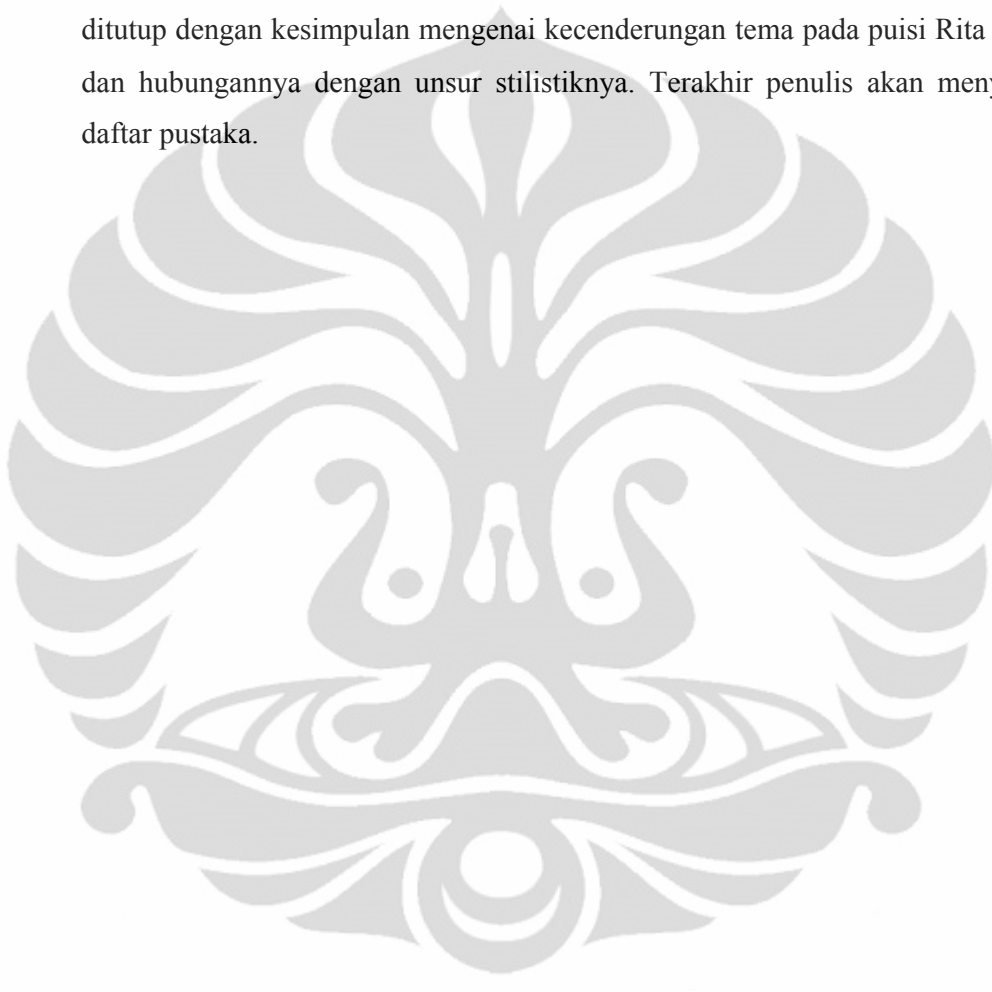 ditutup dengan kesimpulan mengenai kecenderungan tema pada puisi Rita
dan hubungannya dengan unsur stilistiknya. Terakhir penulis akan
daftar pustaka.